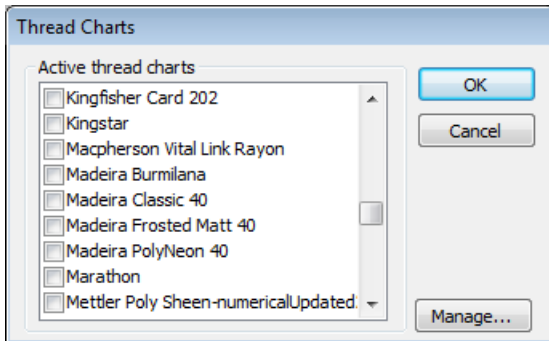 Thread Charts
Active thread charts
Kingfisher Card 202
Kingstar
Macpherson Vital Link Rayon
Madeira Burmilana
Madeira Classic 40
Madeira Frosted Matt 40
Madeira PolyNeon 40
Marathon
Mettler Poly Sheen-numericalUpdated
OK
Cancel
Manage...